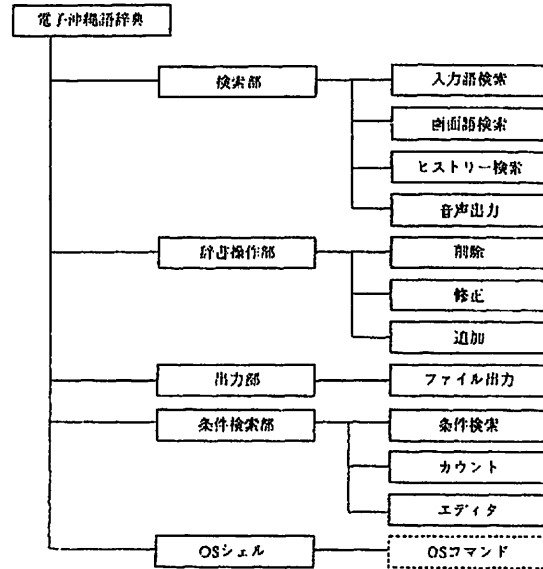 電子沖縄語辞典
検索部
入力語検索
画面語検索
ヒストリー検索
音声出力
辞書操作部
削除
修正
追加
出力部
ファイル出力
条件検索部
条件検索
カウント
エディタ
OSシェル
OSコマンド